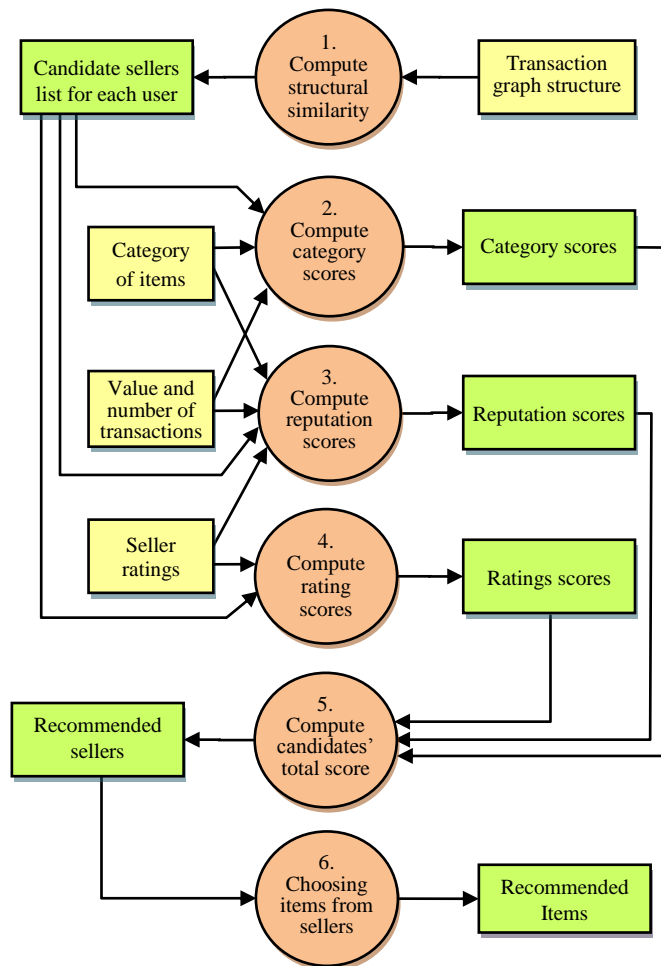 Candidate sellers
list for each user
1.
Compute
structural
similarity
Transaction
graph structure
2.
Compute
category
scores
Category
of items
Category scores
Value and
number of
transactions
3.
Compute
reputation
scores
Reputation scores
Seller
ratings
4.
Compute
rating
scores
Ratings scores
Recommended
sellers
5.
Compute
candidates’
total score
6.
Choosing
items from
sellers
Recommended
Items